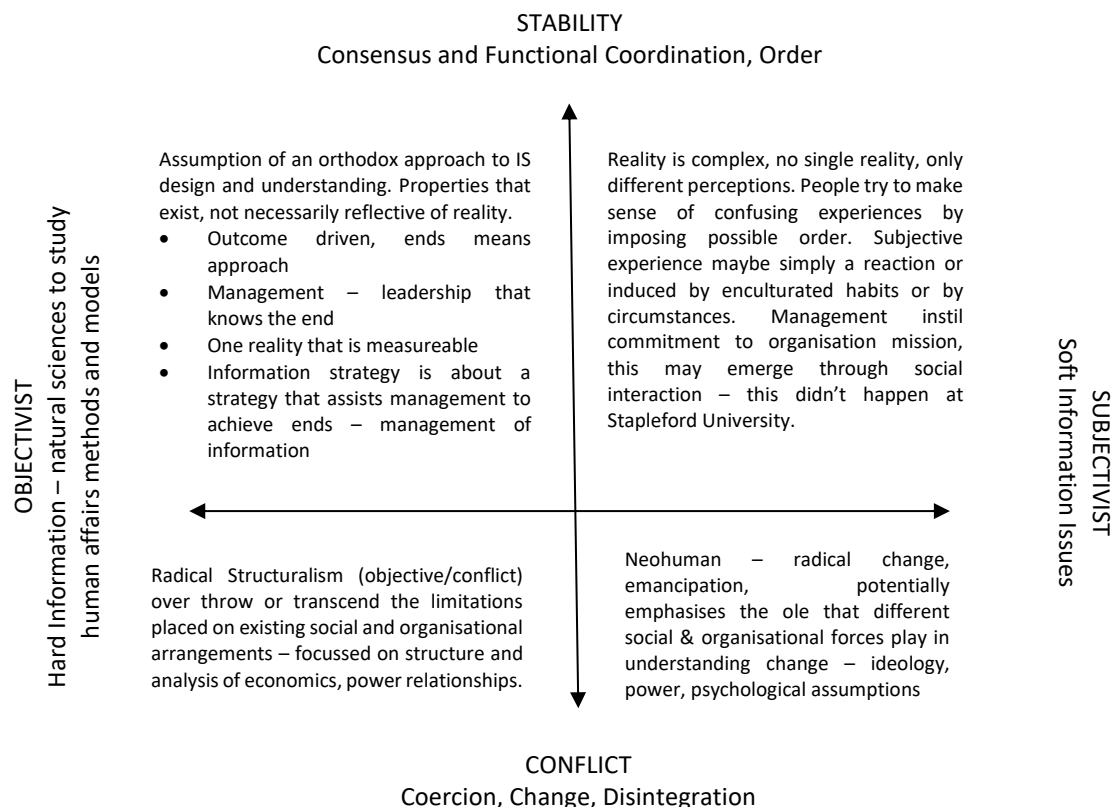 STABILITY
Consensus and Functional Coordination, Order
Assumption of an orthodox approach to IS
design and understanding. Properties that
exist, not necessarily reflective of reality.
• Outcome driven, ends means
approach
• Management – leadership that
knows the end
• One reality that is measureable
• Information strategy is about a
strategy that assists management to
achieve ends – management of
information
Reality is complex, no single reality, only
different perceptions. People try to make
sense of confusing experiences by
imposing possible order. Subjective
experience maybe simply a reaction or
induced by enculturated habits or by
circumstances. Management instil
commitment to organisation mission,
this may emerge through social
interaction – this didn’t happen at
Stapleford University.
OBJECTIVIST
Hard Information – natural sciences to study
human affairs methods and models
SUBJECTIVIST
Soft Information Issues
Radical Structuralism (objective/conflict)
over throw or transcend the limitations
placed on existing social and organisational
arrangements – focussed on structure and
analysis of economics, power relationships.
Neohuman – radical change,
emancipation, potentially
emphasises the ole that different
social & organisational forces play in
understanding change – ideology,
power, psychological assumptions
CONFLICT
Coercion, Change, Disintegration